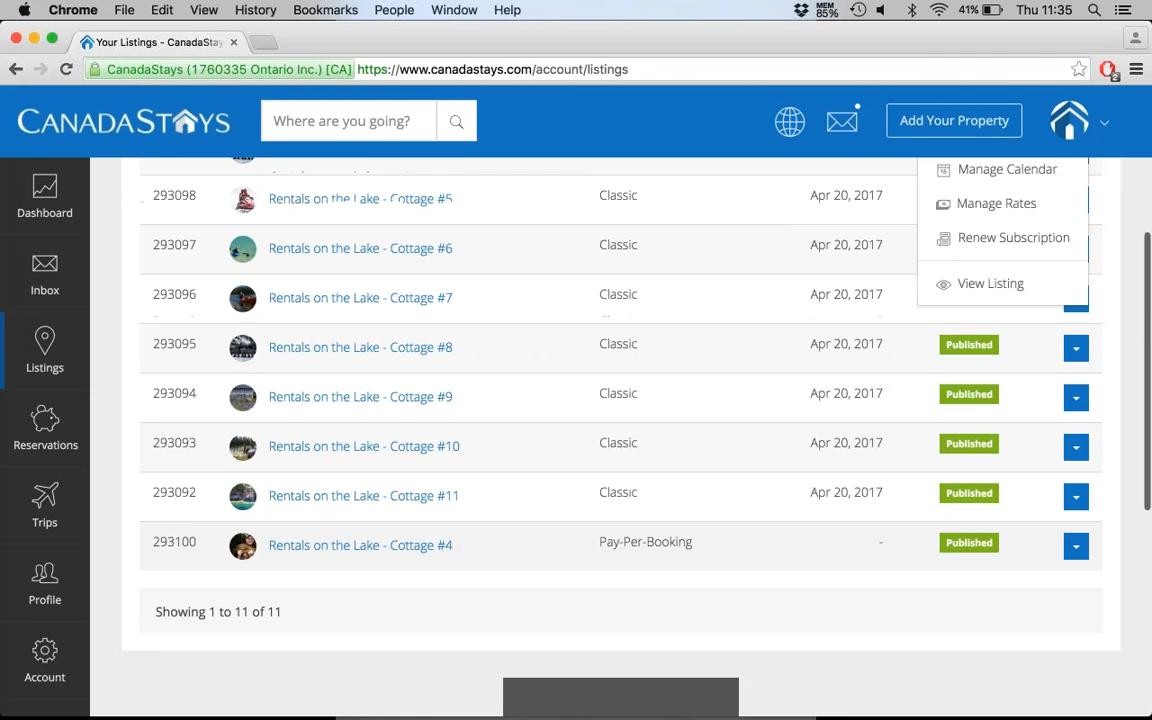 Chrome File Edit View History Bookmarks People Window Help MEM 85% 41% Thu 11:35
Your Listings - CanadaStay
CanadaStays (1760335 Ontario Inc.) [CA] https://www.canadastays.com/account/listings 2
CANADASTAYS Where are you going? Add Your Property
Dashboard
Inbox
Listings
Reservations
Trips
Profile
Account
Manage Calendar
Manage Rates
Renew Subscription
View Listing
293098 Rentals on the Lake - Cottage #5 Classic Apr 20, 2017
293097 Rentals on the Lake - Cottage #6 Classic Apr 20, 2017
293096 Rentals on the Lake - Cottage #7 Classic Apr 20, 2017
293095 Rentals on the Lake - Cottage #8 Classic Apr 20, 2017 Published
293094 Rentals on the Lake - Cottage #9 Classic Apr 20, 2017 Published
293093 Rentals on the Lake - Cottage #10 Classic Apr 20, 2017 Published
293092 Rentals on the Lake - Cottage #11 Classic Apr 20, 2017 Published
293100 Rentals on the Lake - Cottage #4 Pay-Per-Booking - Published
Showing 1 to 11 of 11